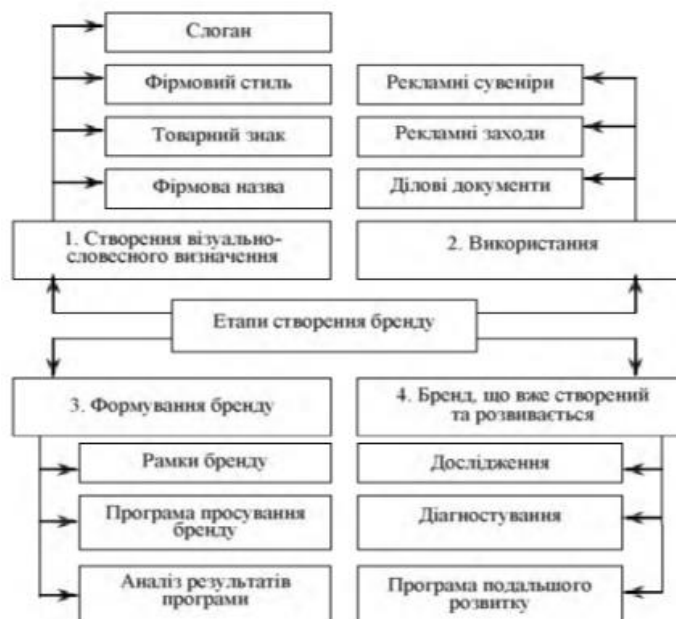 Слоган
Фірмовий стиль
Рекламні сувеніри
Товарний знак
Рекламні заходи
Фірмова назва
Ділові документи
1. Створення візуально-
словесного визначення
2. Використання
Етапи створення бренду
3. Формування бренду
4. Бренд, що вже створений
та розвивається
Рамки бренду
Дослідження
Програма просування
бренду
Діагностування
Аналіз результатів
програми
Програма подальшого
розвитку